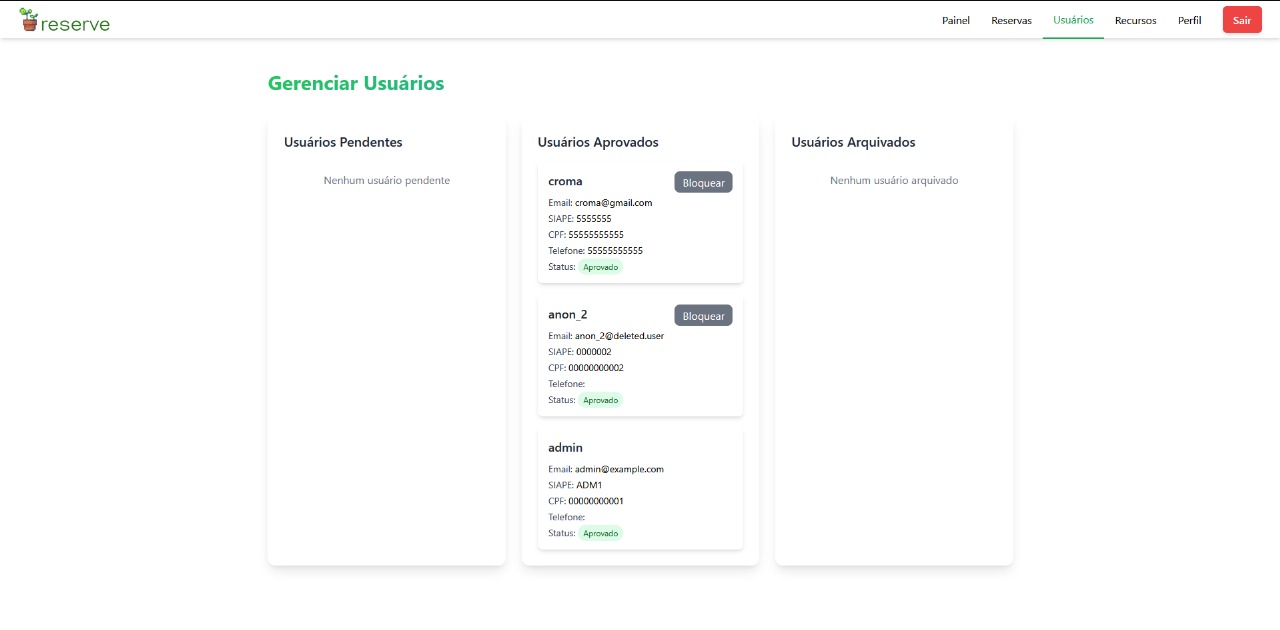 reserve
Painel Reservas Usuários Recursos Perfil Sair
Gerenciar Usuários
Usuários Pendentes
Nenhum usuário pendente
Usuários Aprovados
croma Bloquear
Email: croma@gmail.com
SIAPE: 5555555
CPF: 55555555555
Telefone: 55555555555
Status: Aprovado
anon_2 Bloquear
Email: anon_2@deleted.user
SIAPE: 0000002
CPF: 00000000002
Telefone:
Status: Aprovado
admin
Email: admin@example.com
SIAPE: ADM1
CPF: 00000000001
Telefone:
Status: Aprovado
Usuários Arquivados
Nenhum usuário arquivado